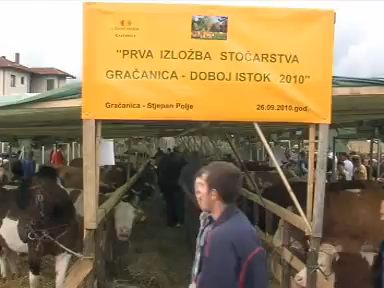 "PRVA IZLOŽBA STOČARSTVA
GRAČANICA - DOBOJ ISTOK 2010"
Gračanica - Stjepan Polje 26.09.2010.god.